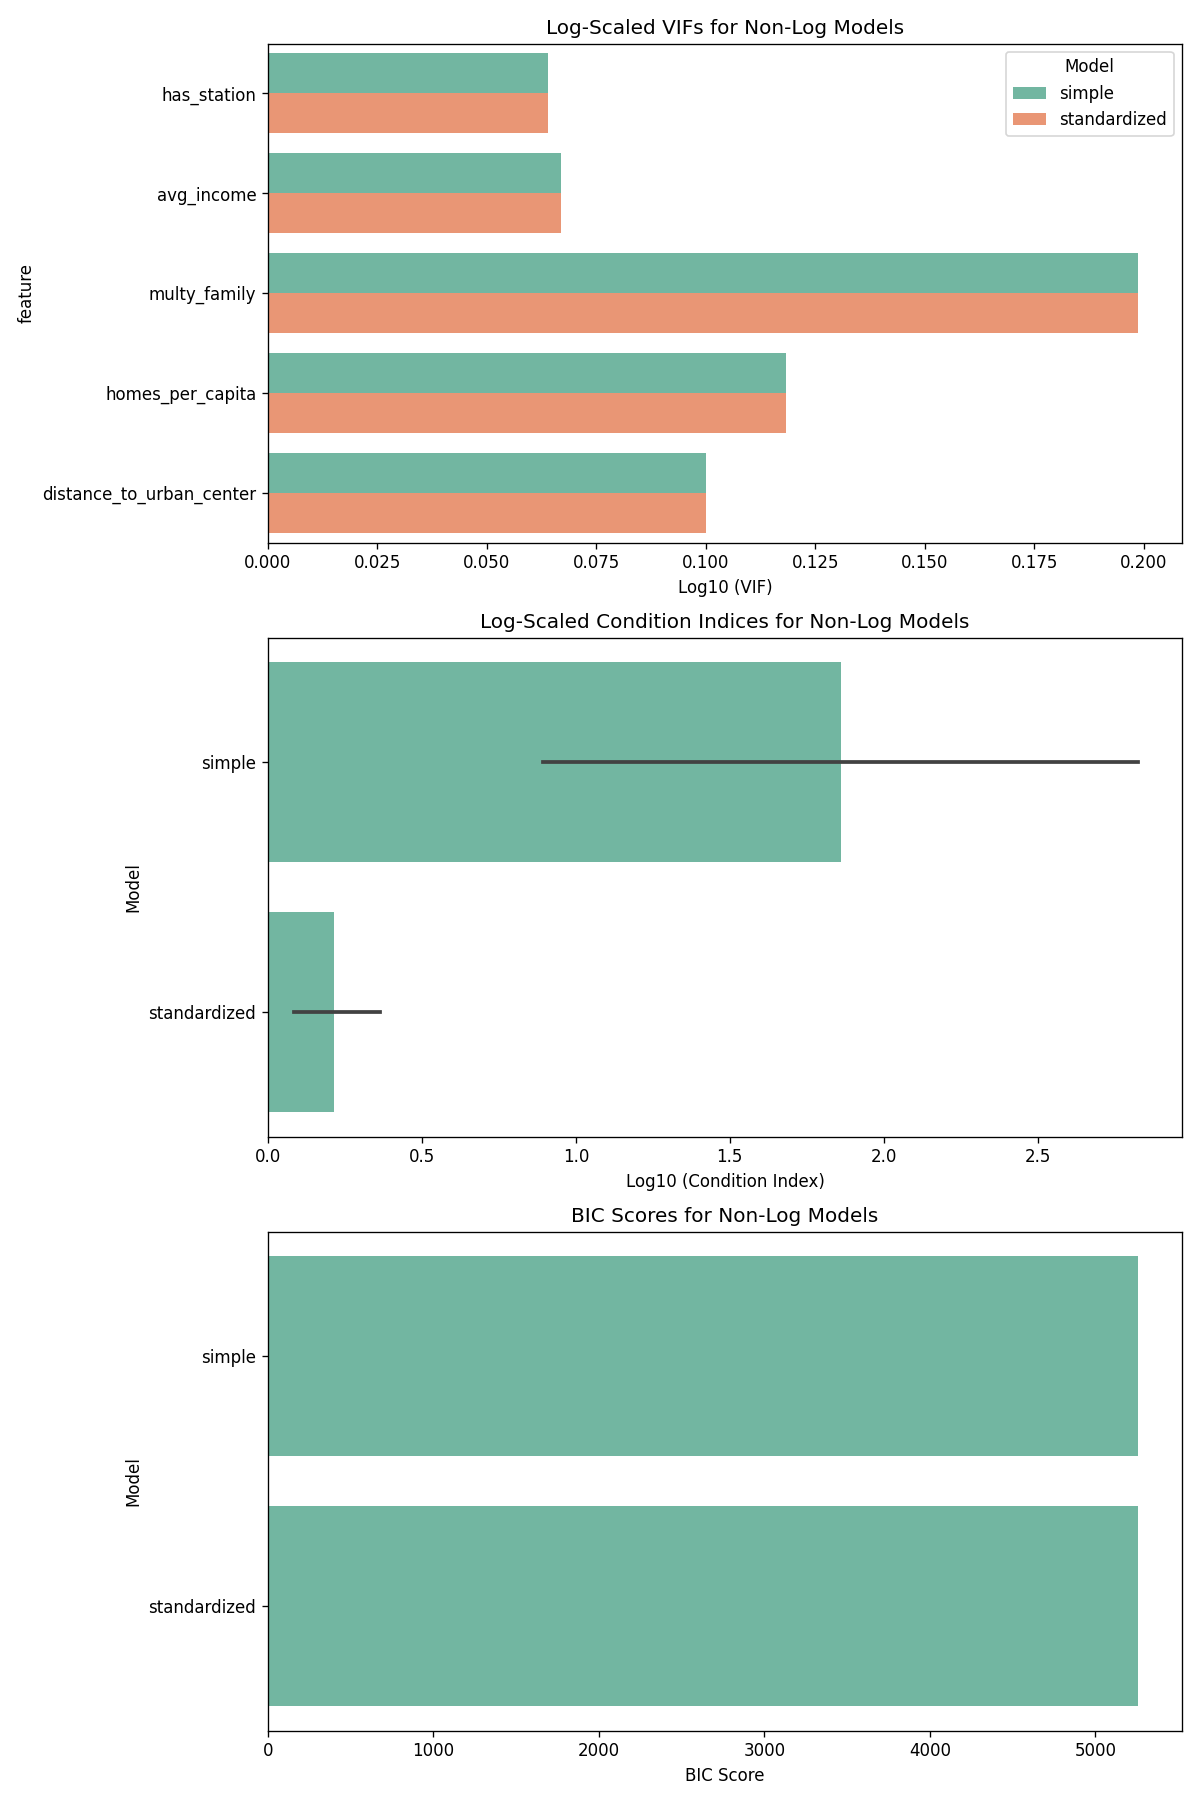 Log-Scaled VIFs for Non-Log Models
Model
simple
standardized
feature
has_station
avg_income
multy_family
homes_per_capita
distance_to_urban_center
0.000 0.025 0.050 0.075 0.100 0.125 0.150 0.175 0.200
Log10 (VIF)
Log-Scaled Condition Indices for Non-Log Models
Model
simple
standardized
0.0 0.5 1.0 1.5 2.0 2.5
Log10 (Condition Index)
BIC Scores for Non-Log Models
Model
simple
standardized
0 1000 2000 3000 4000 5000
BIC Score